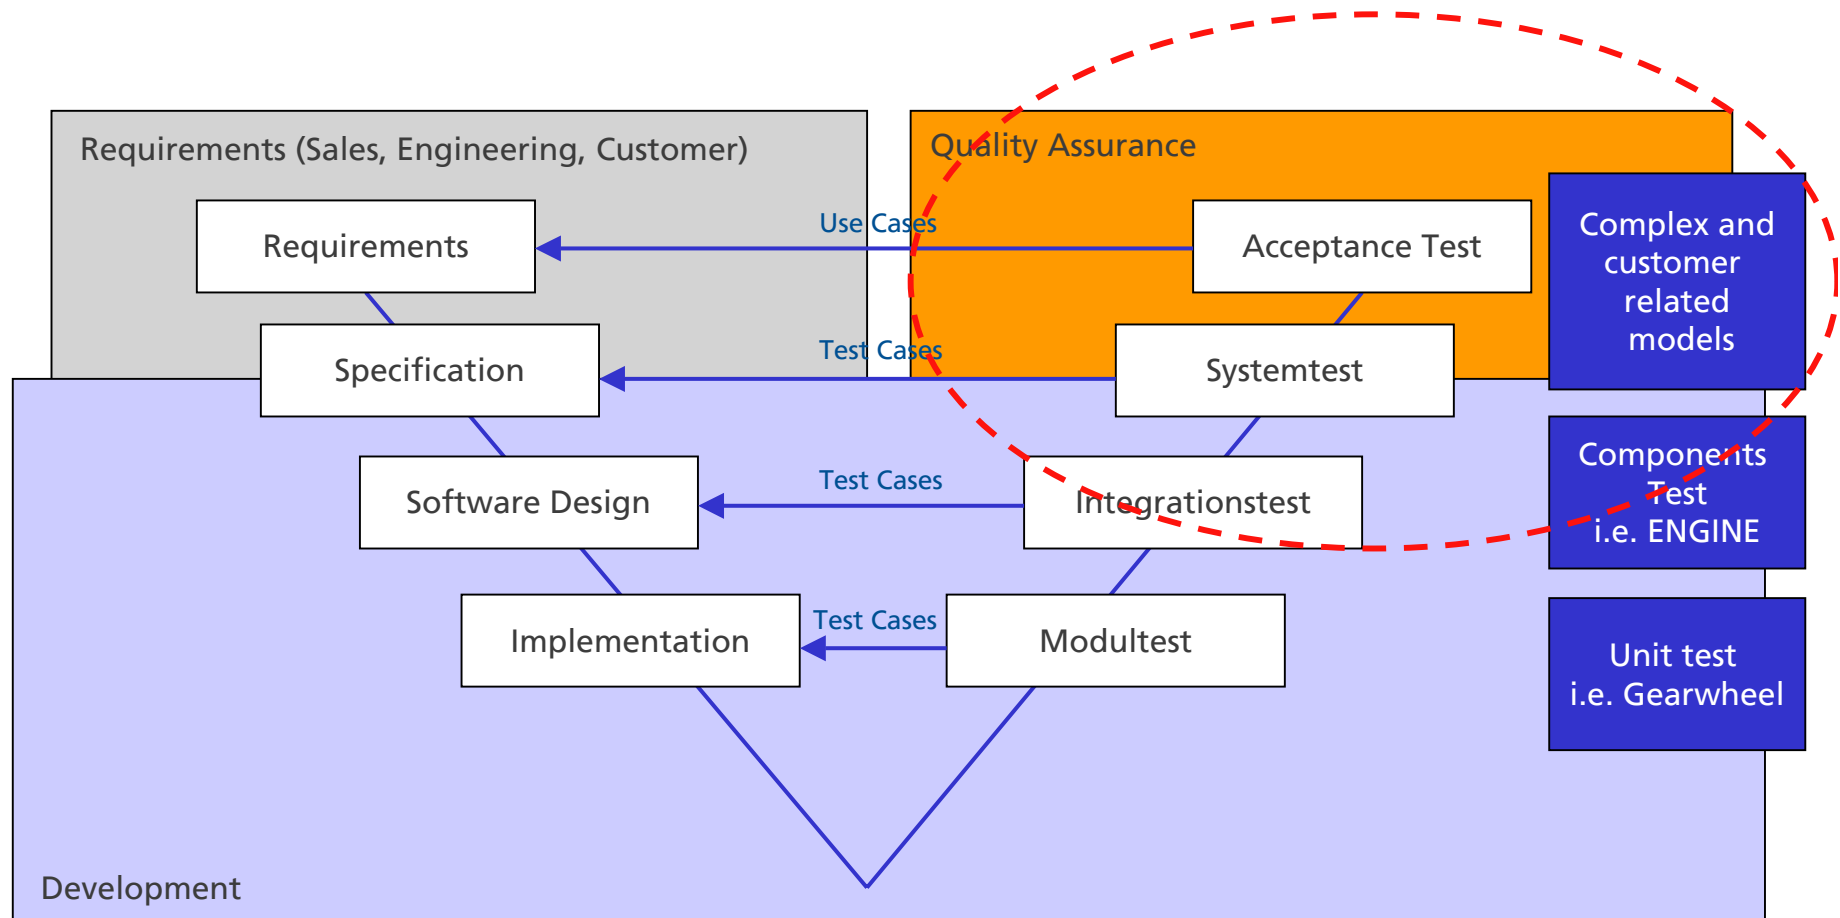 Requirements (Sales, Engineering, Customer)
Quality Assurance
Requirements
Use Cases
Acceptance Test
Complex and
customer
related
models
Specification
Test Cases
Systemtest
Software Design
Test Cases
Integrationstest
Components
Test
i.e. ENGINE
Implementation
Test Cases
Modultest
Unit test
i.e. Gearwheel
Development